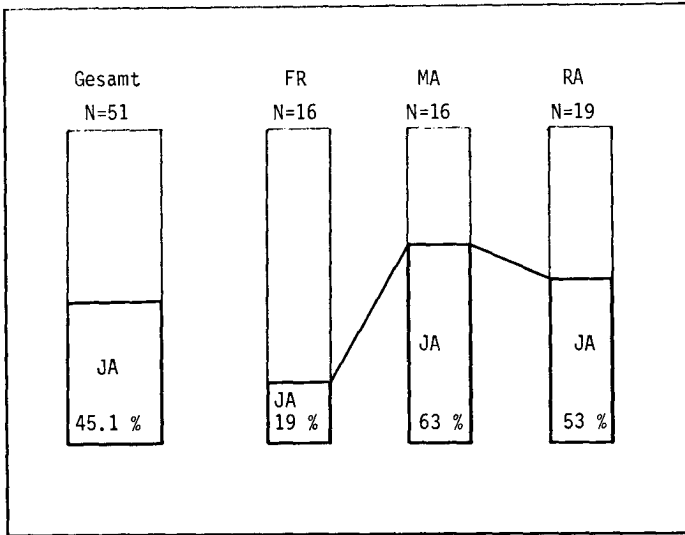 Gesamt FR MA RA
N=51 N=16 N=16 N=19
JA JA JA
JA
45.1 % 19 % 63 % 53 %